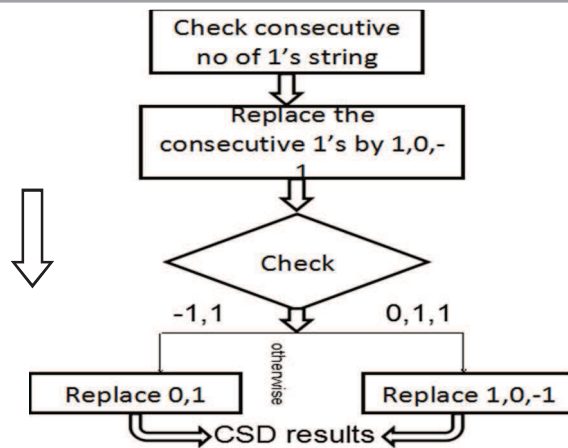 Check consecutive
no of 1's string
Replace the
consecutive 1's by 1,0,-
1
Check
-1,1
0,1,1
otherwise
Replace 0,1
Replace 1,0,-1
CSD results